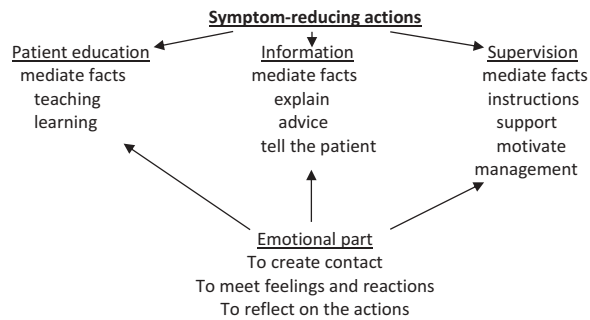 Symptom-reducing actions
Patient education
mediate facts
teaching
learning
Information
mediate facts
explain
advice
tell the patient
Supervision
mediate facts
instructions
support
motivate
management
Emotional part
To create contact
To meet feelings and reactions
To reflect on the actions